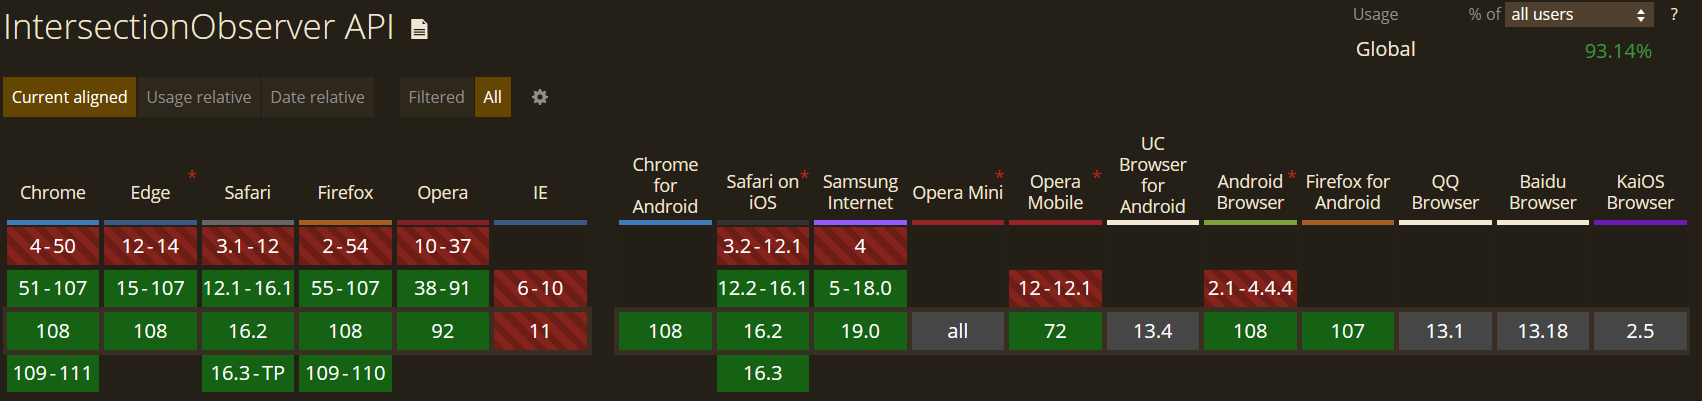 IntersectionObserver API
Usage % of all users ?
Global 93.14%
Current aligned Usage relative Date relative Filtered All
Chrome Edge * Safari Firefox Opera IE Chrome for Android Safari on iOS * Samsung Internet Opera Mini * Opera Mobile * UC Browser for Android Android Browser * Firefox for Android QQ Browser Baidu Browser KaiOS Browser
4-50 12-14 3.1-12 2-54 10-37 3.2-12.1 4
51-107 15-107 12.1-16.1 55-107 38-91 6-10 12.2-16.1 5-18.0 12-12.1 2.1-4.4.4
108 108 16.2 108 92 11 108 16.2 19.0 all 72 13.4 108 107 13.1 13.18 2.5
109-111 16.3-TP 109-110 16.3